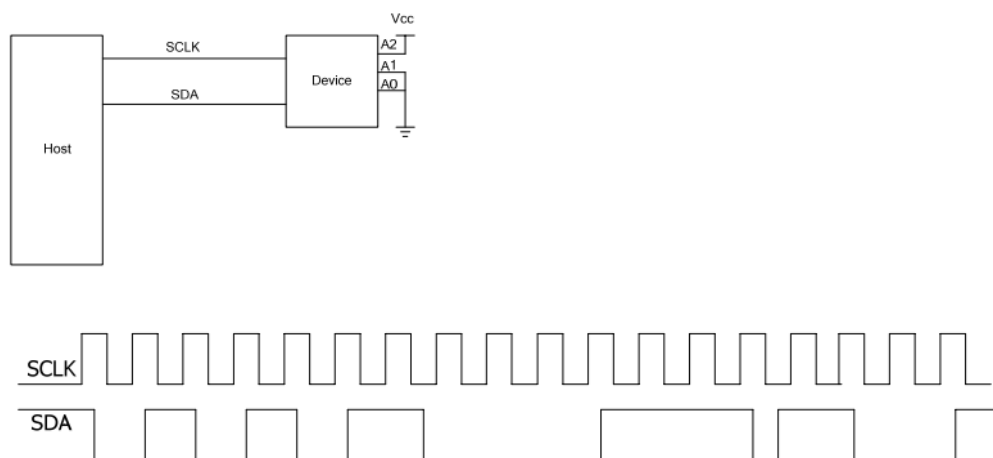 Vcc
SCLK
A2
A1
Device
A0
SDA
Host
SCLK
SDA